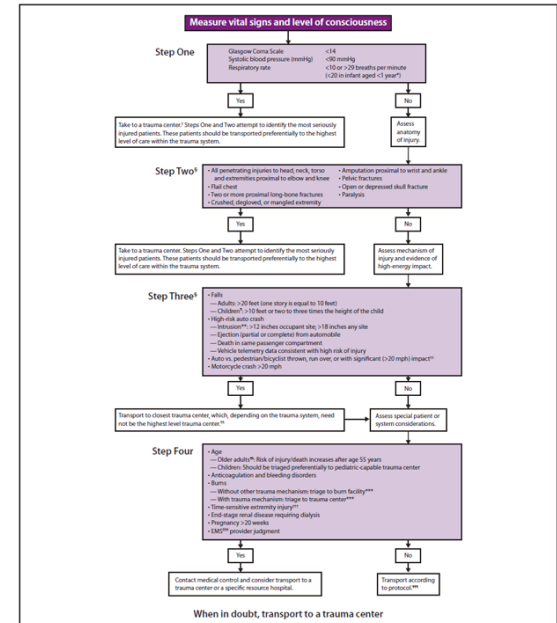 Measure vital signs and level of consciousness
Step One
Glasgow Coma Scale <14
Systolic blood pressure (mmHg) <90 mmHg
Respiratory rate <10 or >29 breaths per minute
(<20 in infant aged <1 year*)
Yes
No
Take to a trauma center.† Steps One and Two attempt to identify the most seriously
injured patients. These patients should be transported preferentially to the highest
level of care within the trauma system.
Assess
anatomy
of injury.
Step Two§
• All penetrating injuries to head, neck, torso
and extremities proximal to elbow and knee
• Flail chest
• Two or more proximal long-bone fractures
• Crushed, degloved, or mangled extremity
• Amputation proximal to wrist and ankle
• Pelvic fractures
• Open or depressed skull fracture
• Paralysis
Yes
No
Take to a trauma center. Steps One and Two attempt to identify the most seriously
injured patients. These patients should be transported preferentially to the highest
level of care within the trauma system.
Assess mechanism of
injury and evidence of
high-energy impact.
Step Three§
• Falls
— Adults: >20 feet (one story is equal to 10 feet)
— Children¶: >10 feet or two to three times the height of the child
• High-risk auto crash
— Intrusion**: >12 inches occupant site; >18 inches any site
— Ejection (partial or complete) from automobile
— Death in same passenger compartment
— Vehicle telemetry data consistent with high risk of injury
• Auto vs. pedestrian/bicyclist thrown, run over, or with significant (>20 mph) impact††
• Motorcycle crash >20 mph
Yes
No
Transport to closest trauma center, which, depending on the trauma system, need
not be the highest level trauma center.§§
Assess special patient or
system considerations.
Step Four
• Age
— Older adults¶¶: Risk of injury/death increases after age 55 years
— Children: Should be triaged preferentially to pediatric-capable trauma center
• Anticoagulation and bleeding disorders
• Burns
— Without other trauma mechanism: triage to burn facility***
— With trauma mechanism: triage to trauma center***
• Time-sensitive extremity injury†††
• End-stage renal disease requiring dialysis
• Pregnancy >20 weeks
• EMS§§§ provider judgment
Yes
No
Contact medical control and consider transport to a
trauma center or a specific resource hospital.
Transport according
to protocol.¶¶¶
When in doubt, transport to a trauma center